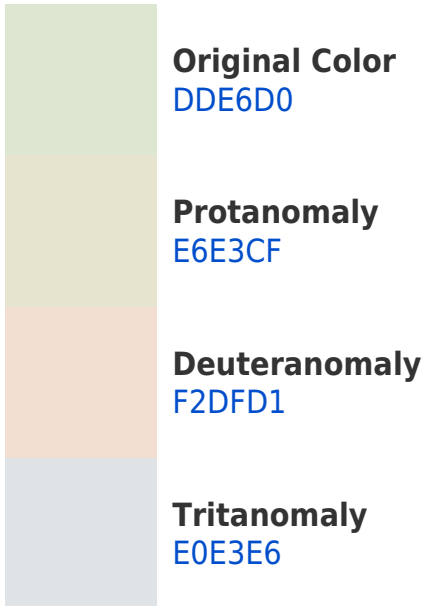 Original Color
DDE6D0
Protanomaly
E6E3CF
Deuteranomaly
F2DFD1
Tritanomaly
E0E3E6